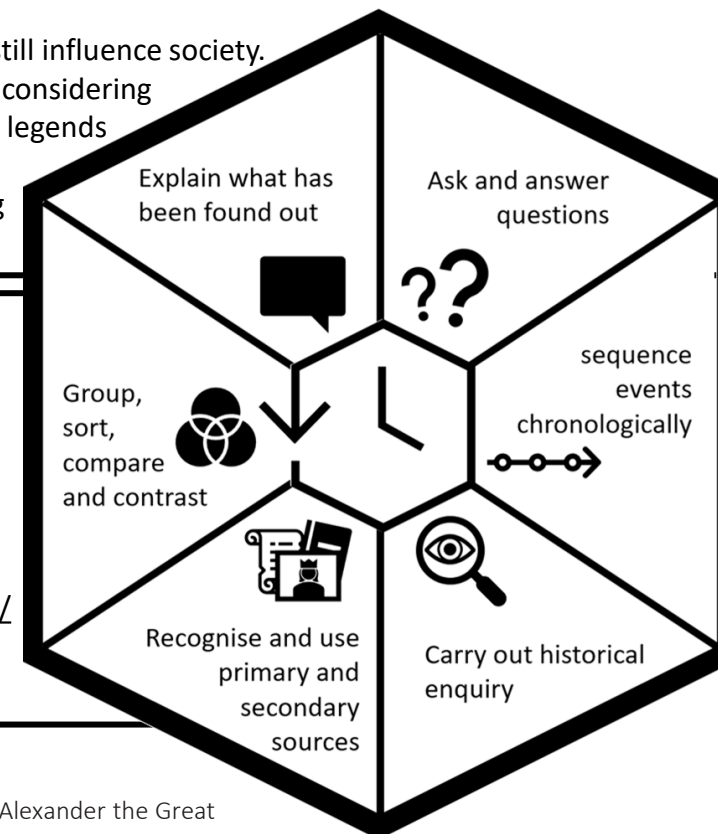 still influence society.
considering
legends
g
Explain what has
been found out
Ask and answer
questions
??
sequence
events
chronologically
Group,
sort,
compare
and contrast
/
Recognise and use
primary and
secondary
sources
Carry out historical
enquiry
Alexander the Great